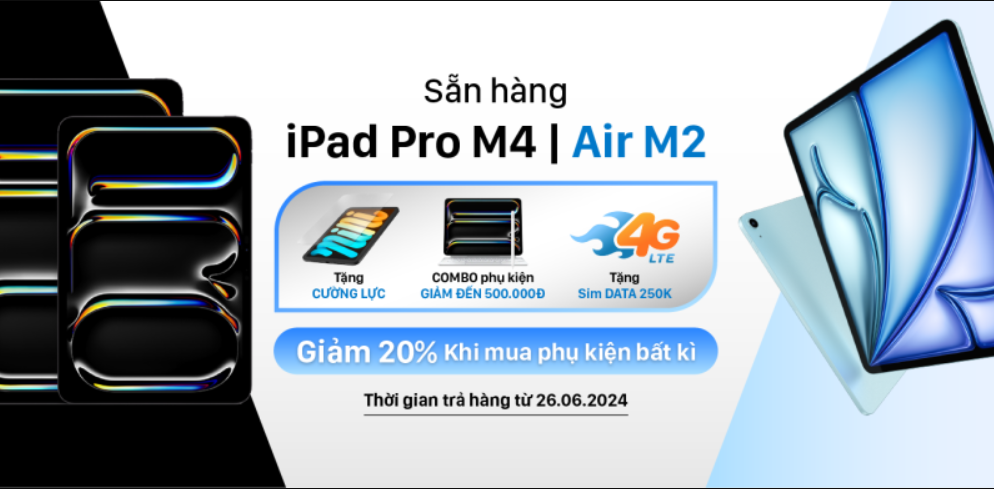 Sẵn hàng
iPad Pro M4 | Air M2
mini
4G
LTE
Tặng
CƯỜNG LỰC
COMBO phụ kiện
GIẢM ĐẾN 500.000Đ
Tặng
Sim DATA 250K
Giảm 20% Khi mua phụ kiện bất kì
Thời gian trả hàng từ 26.06.2024